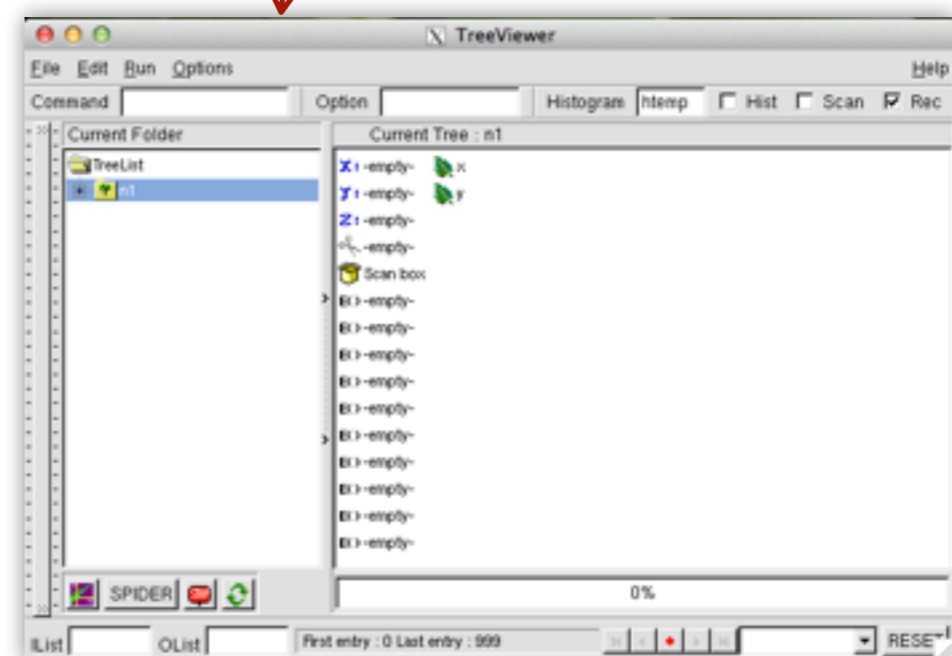 TreeViewer
File Edit Run Options Help
Command Option Histogram htemp Hist Scan Rec
Current Folder Current Tree : n1
TreeList
n1
X: -empty- x
Y: -empty- y
Z: -empty-
-empty-
Scan box
E() -empty-
E() -empty-
E() -empty-
E() -empty-
E() -empty-
E() -empty-
E() -empty-
E() -empty-
E() -empty-
E() -empty-
SPIDER 0%
IList OList First entry : 0 Last entry : 999 RESET